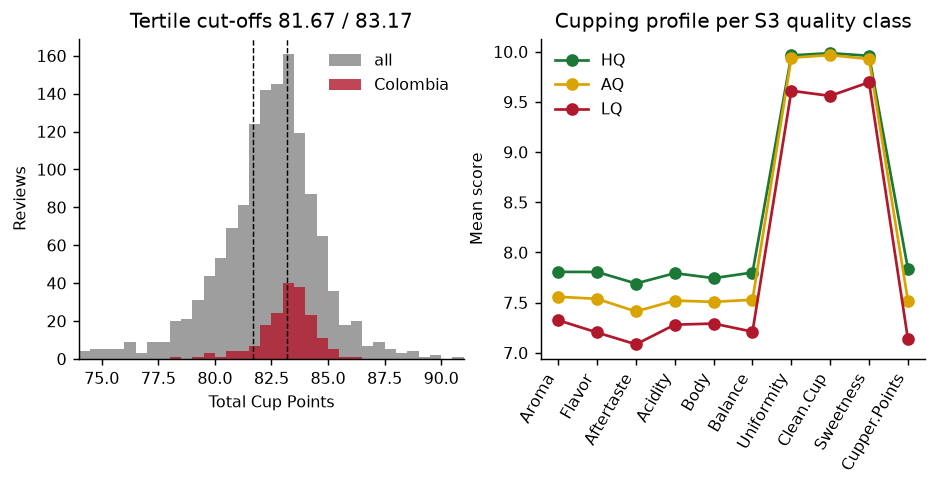 Tertile cut-offs 81.67 / 83.17
all
Colombia
Reviews
160
140
120
100
80
60
40
20
0
75.0 77.5 80.0 82.5 85.0 87.5 90.0
Total Cup Points
Cupping profile per S3 quality class
HQ
AQ
LQ
Mean score
10.0
9.5
9.0
8.5
8.0
7.5
7.0
Aroma
Flavor
Aftertaste
Acidity
Body
Balance
Uniformity
Clean.Cup
Sweetness
Cupper.Points